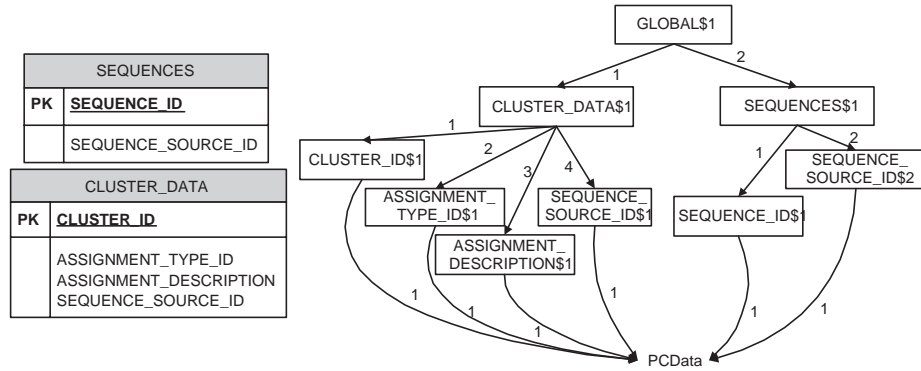 SEQUENCES
PK SEQUENCE_ID
SEQUENCE_SOURCE_ID
CLUSTER_DATA
PK CLUSTER_ID
ASSIGNMENT_TYPE_ID
ASSIGNMENT_DESCRIPTION
SEQUENCE_SOURCE_ID
GLOBAL$1
1
2
CLUSTER_DATA$1
SEQUENCES$1
1
2
3
4
1
2
CLUSTER_ID$1
ASSIGNMENT_
TYPE_ID$1
ASSIGNMENT_
DESCRIPTION$1
SEQUENCE_
SOURCE_ID$1
SEQUENCE_ID$1
SEQUENCE_
SOURCE_ID$2
1
1
1
1
1
1
PCData